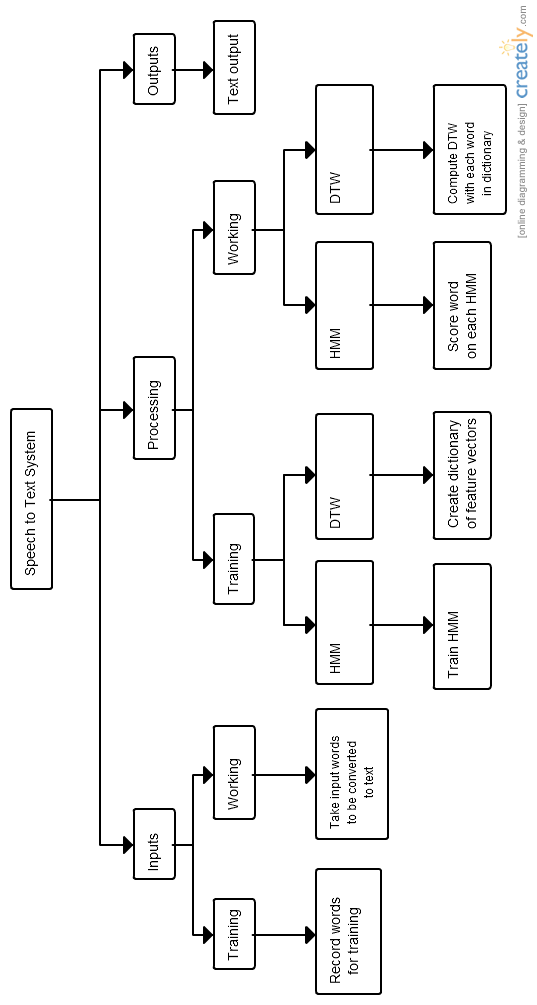 Speech to Text System
Inputs
Processing
Outputs
Training
Working
Training
Working
Text output
Record words
for training
Take input words
to be converted
to text
HMM
DTW
HMM
DTW
Train HMM
Create dictionary
of feature vectors
Score word
on each HMM
Compute DTW
with each word
in dictionary
[online diagramming & design] creately.com